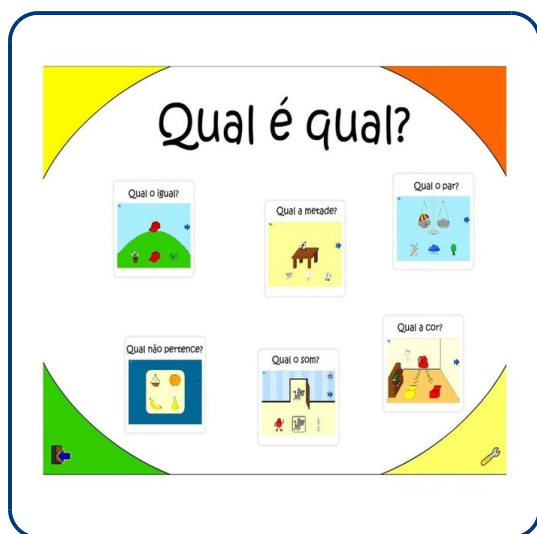 Qual é qual?
Qual o igual?
Qual a metade?
Qual o par?
Qual não pertence?
Qual o som?
Qual a cor?